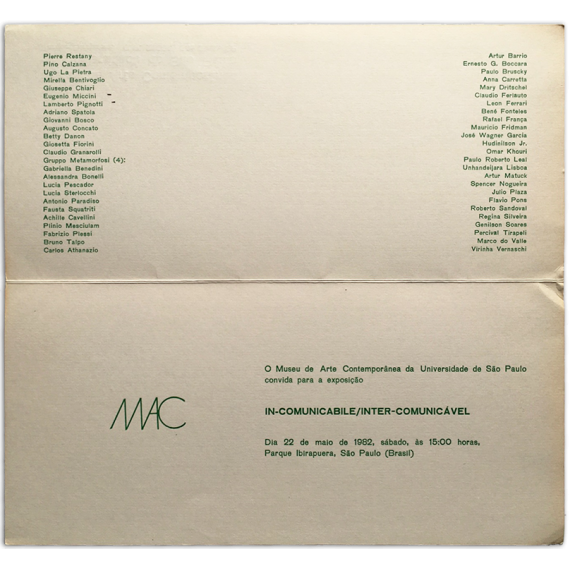 Pierre Restany
Pino Calzana
Ugo La Pietra
Mirella Bentivoglio
Giuseppe Chiari
Eugenio Miccini
Lamberto Pignotti
Adriano Spatola
Giovanni Bosco
Augusto Concato
Betty Danon
Giosetta Fiorini
Claudio Granaroli
Gruppo Metamorfosi (4):
Gabriella Benedini
Alessandra Bonelli
Lucia Pescador
Lucia Sterlocchi
Antonio Paradiso
Fausta Squatriti
Achille Cavellini
Plinio Mesciulam
Fabrizio Plessi
Bruno Talpo
Carlos Athanazio
Artur Barrio
Ernesto G. Boccara
Paulo Bruscky
Anna Carretta
Mary Dritschel
Claudio Ferlauto
Leon Ferrari
Bené Fonteles
Rafael França
Mauricio Fridman
José Wagner Garcia
Hudinilson Jr.
Omar Khouri
Paulo Roberto Leal
Unhandeijara Lisboa
Artur Matuck
Spencer Nogueira
Julio Plaza
Flavio Pons
Roberto Sandoval
Regina Silveira
Genilson Soares
Percival Tirapeli
Marco do Valle
Virinha Vernaschi
MAC
O Museu de Arte Contemporânea da Universidade de São Paulo
convida para a exposição
IN-COMUNICABILE/INTER-COMUNICÁVEL
Dia 22 de maio de 1982, sábado, às 15:00 horas,
Parque Ibirapuera, São Paulo (Brasil)